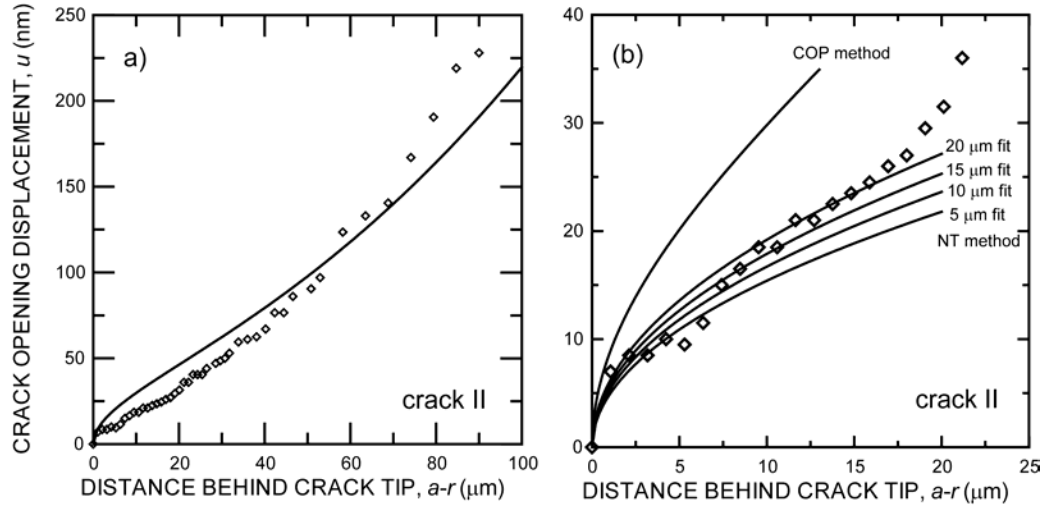 CRACK OPENING DISPLACEMENT, u (nm)
250
200
150
100
50
0
a)
crack II
0 20 40 60 80 100
DISTANCE BEHIND CRACK TIP, a-r (μm)
40
30
20
10
0
(b)
COP method
20 μm fit
15 μm fit
10 μm fit
5 μm fit
NT method
crack II
0 5 10 15 20 25
DISTANCE BEHIND CRACK TIP, a-r (μm)